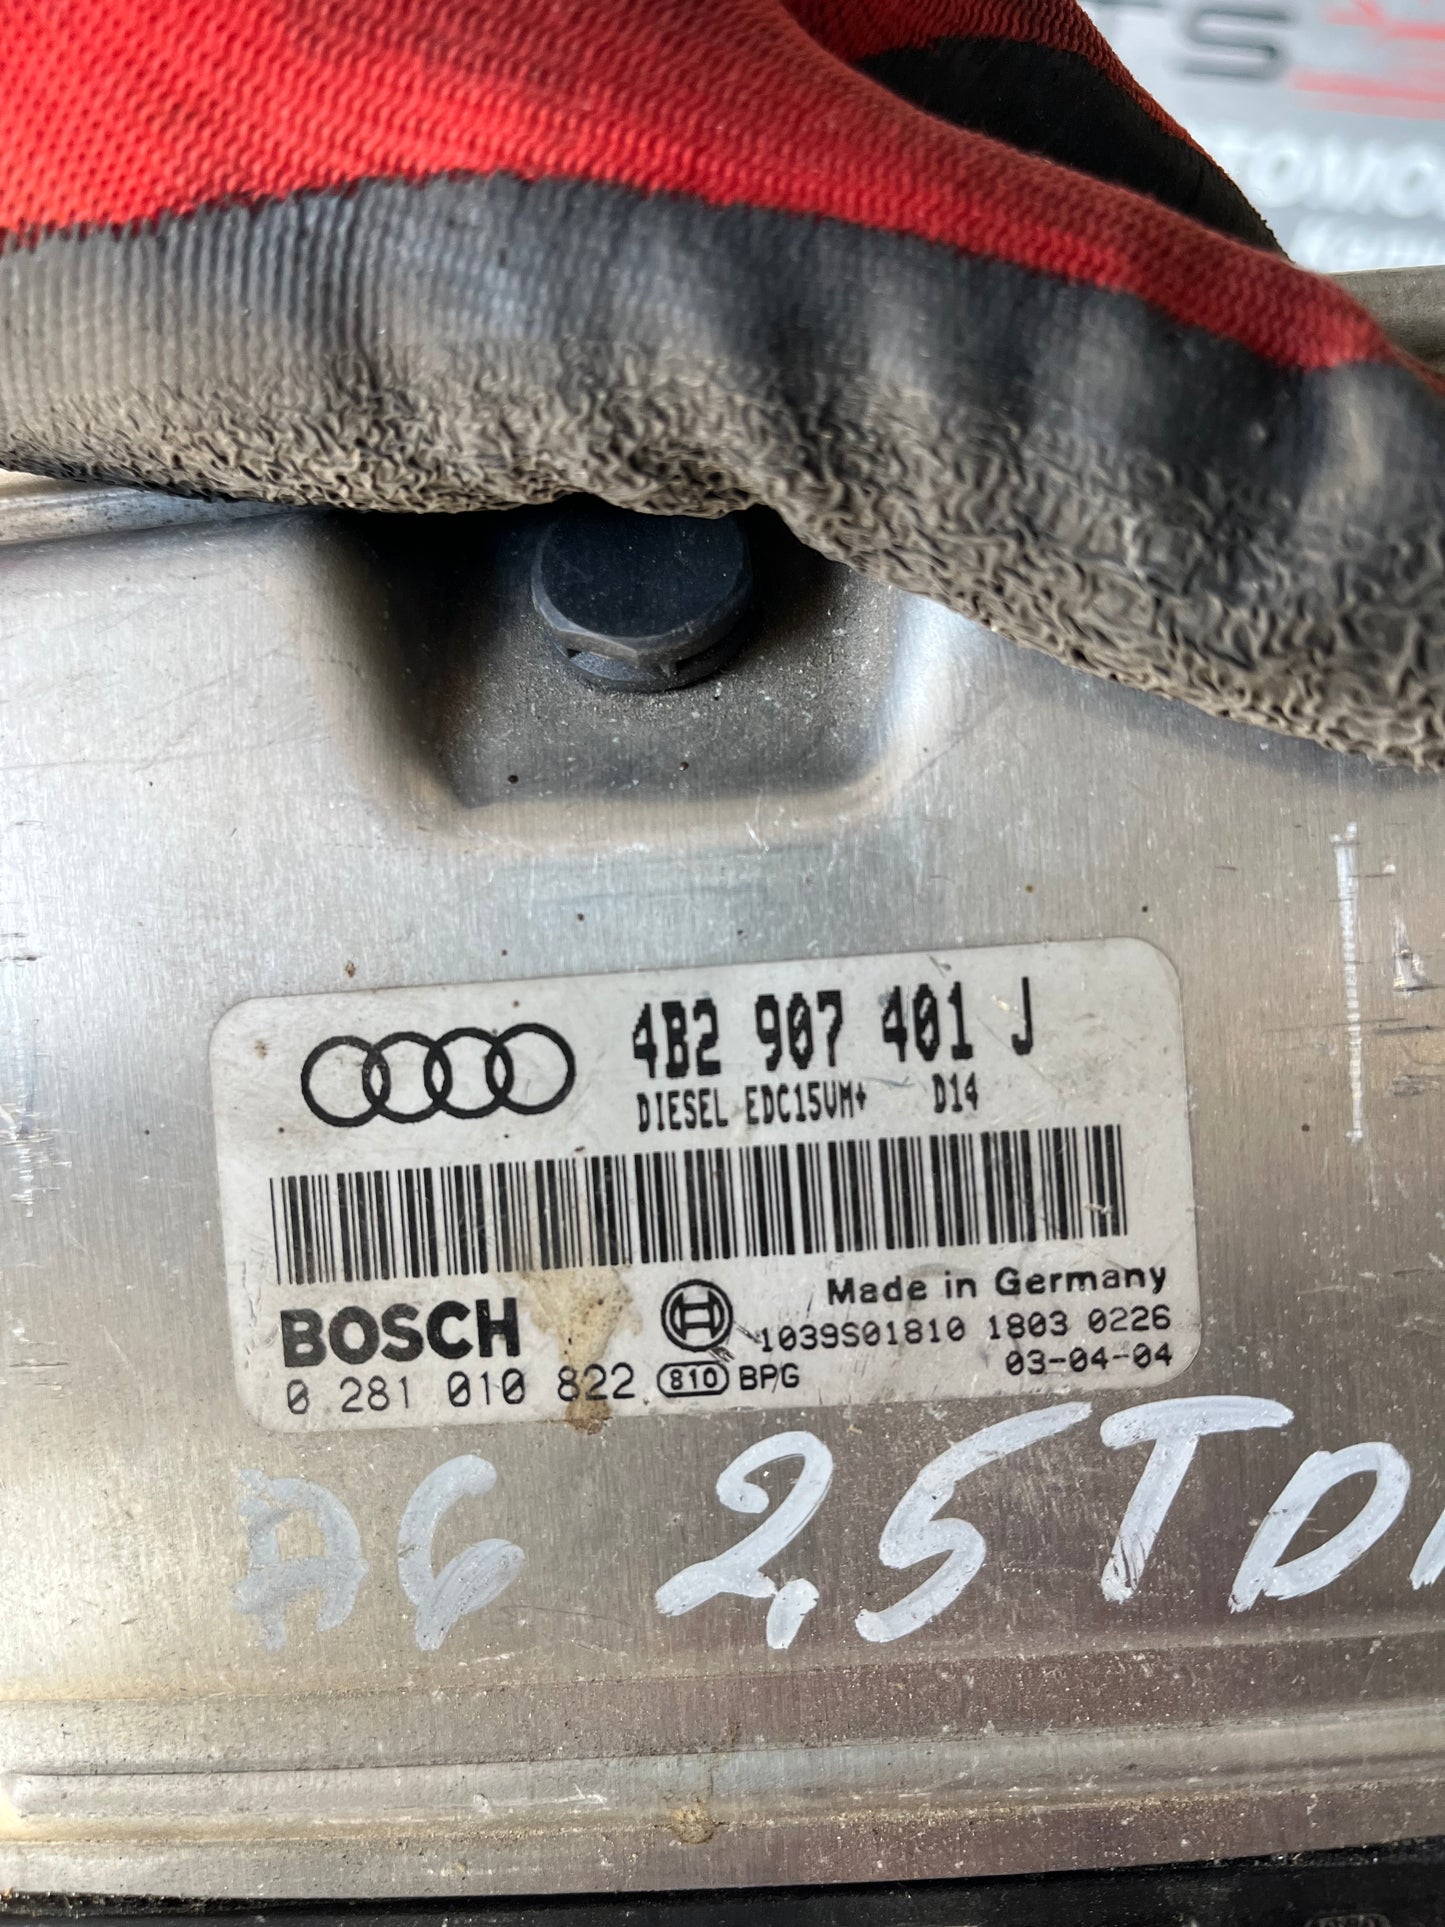 4B2 907 401 J
DIESEL EDC15VM+ D14
BOSCH
Made in Germany
1039S01810 1803 0226
0 281 010 822 810 BPG
03-04-04
A6 2,5TD